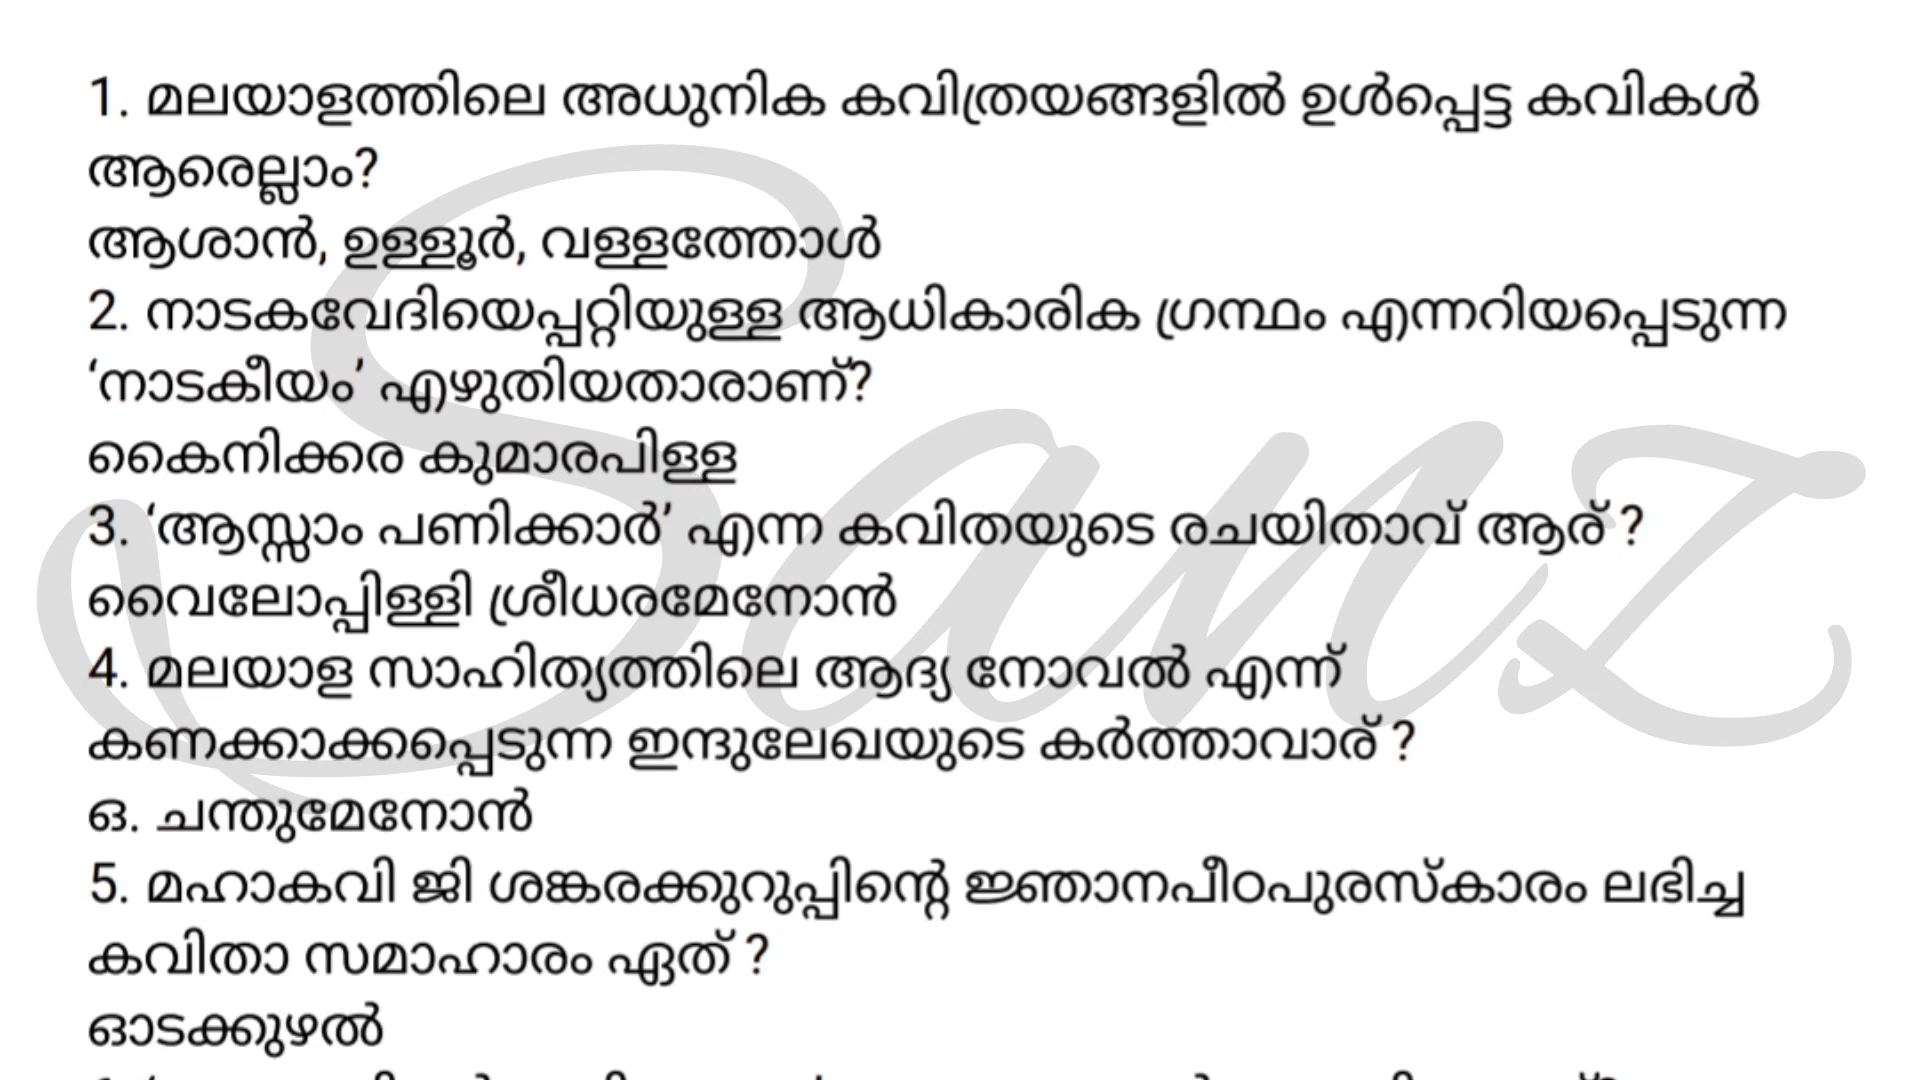 1. മലയാളത്തിലെ അധുനിക കവിത്രയങ്ങളിൽ ഉൾപ്പെട്ട കവികൾ
ആരെല്ലാം?
ആശാൻ, ഉള്ളൂർ, വള്ളത്തോൾ
2. നാടകവേദിയെപ്പറ്റിയുള്ള ആധികാരിക ഗ്രന്ഥം എന്നറിയപ്പെടുന്ന
‘നാടകീയം’ എഴുതിയതാരാണ്?
കൈനിക്കര കുമാരപിള്ള
3. ‘ആസ്സാം പണിക്കാർ’ എന്ന കവിതയുടെ രചയിതാവ് ആര് ?
വൈലോപ്പിള്ളി ശ്രീധരമേനോൻ
4. മലയാള സാഹിത്യത്തിലെ ആദ്യ നോവൽ എന്ന്
കണക്കാക്കപ്പെടുന്ന ഇന്ദുലേഖയുടെ കർത്താവാര് ?
ഒ. ചന്തുമേനോൻ
5. മഹാകവി ജി ശങ്കരക്കുറുപ്പിന്റെ ജ്ഞാനപീഠപുരസ്കാരം ലഭിച്ച
കവിതാ സമാഹാരം ഏത് ?
ഓടക്കുഴൽ
Samz